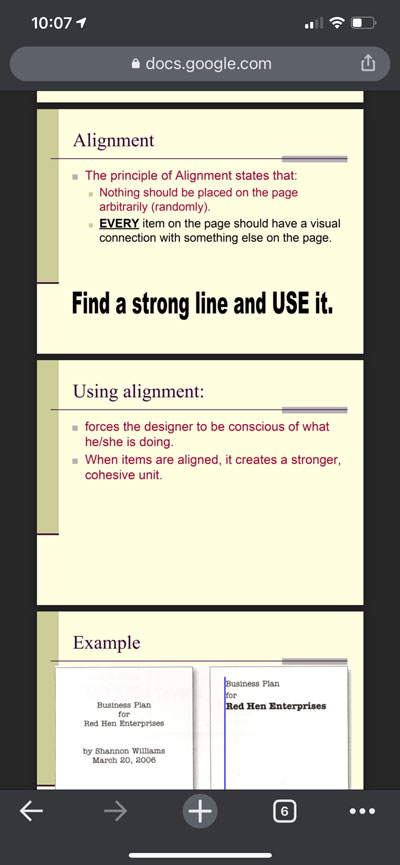 10:07
docs.google.com
Alignment
The principle of Alignment states that:
Nothing should be placed on the page
arbitrarily (randomly).
EVERY item on the page should have a visual
connection with something else on the page.
Find a strong line and USE it.
Using alignment:
forces the designer to be conscious of what
he/she is doing.
When items are aligned, it creates a stronger,
cohesive unit.
Example
Business Plan
for
Red Hen Enterprises
by Shannon Williams
March 20, 2006
Business Plan
for
Red Hen Enterprises
6